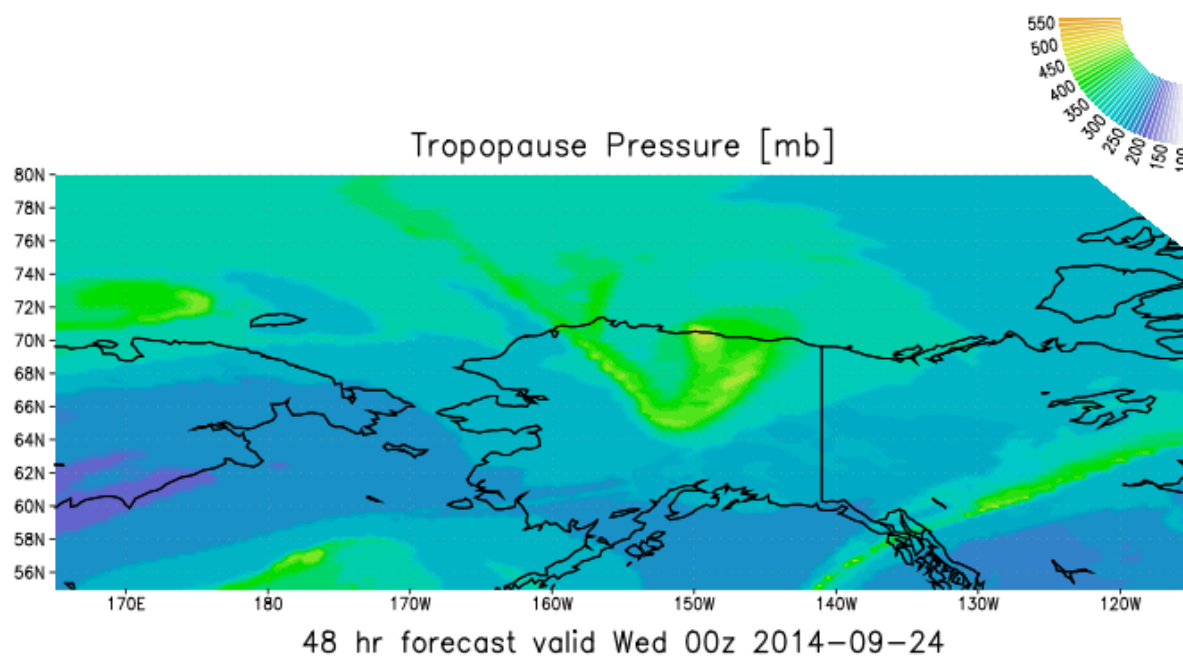 550
500
450
400
350
300
250
200
150
100
Tropopause Pressure [mb]
80N
78N
76N
74N
72N
70N
68N
66N
64N
62N
60N
58N
56N
170E 180 170W 160W 150W 140W 130W 120W
48 hr forecast valid Wed 00z 2014-09-24